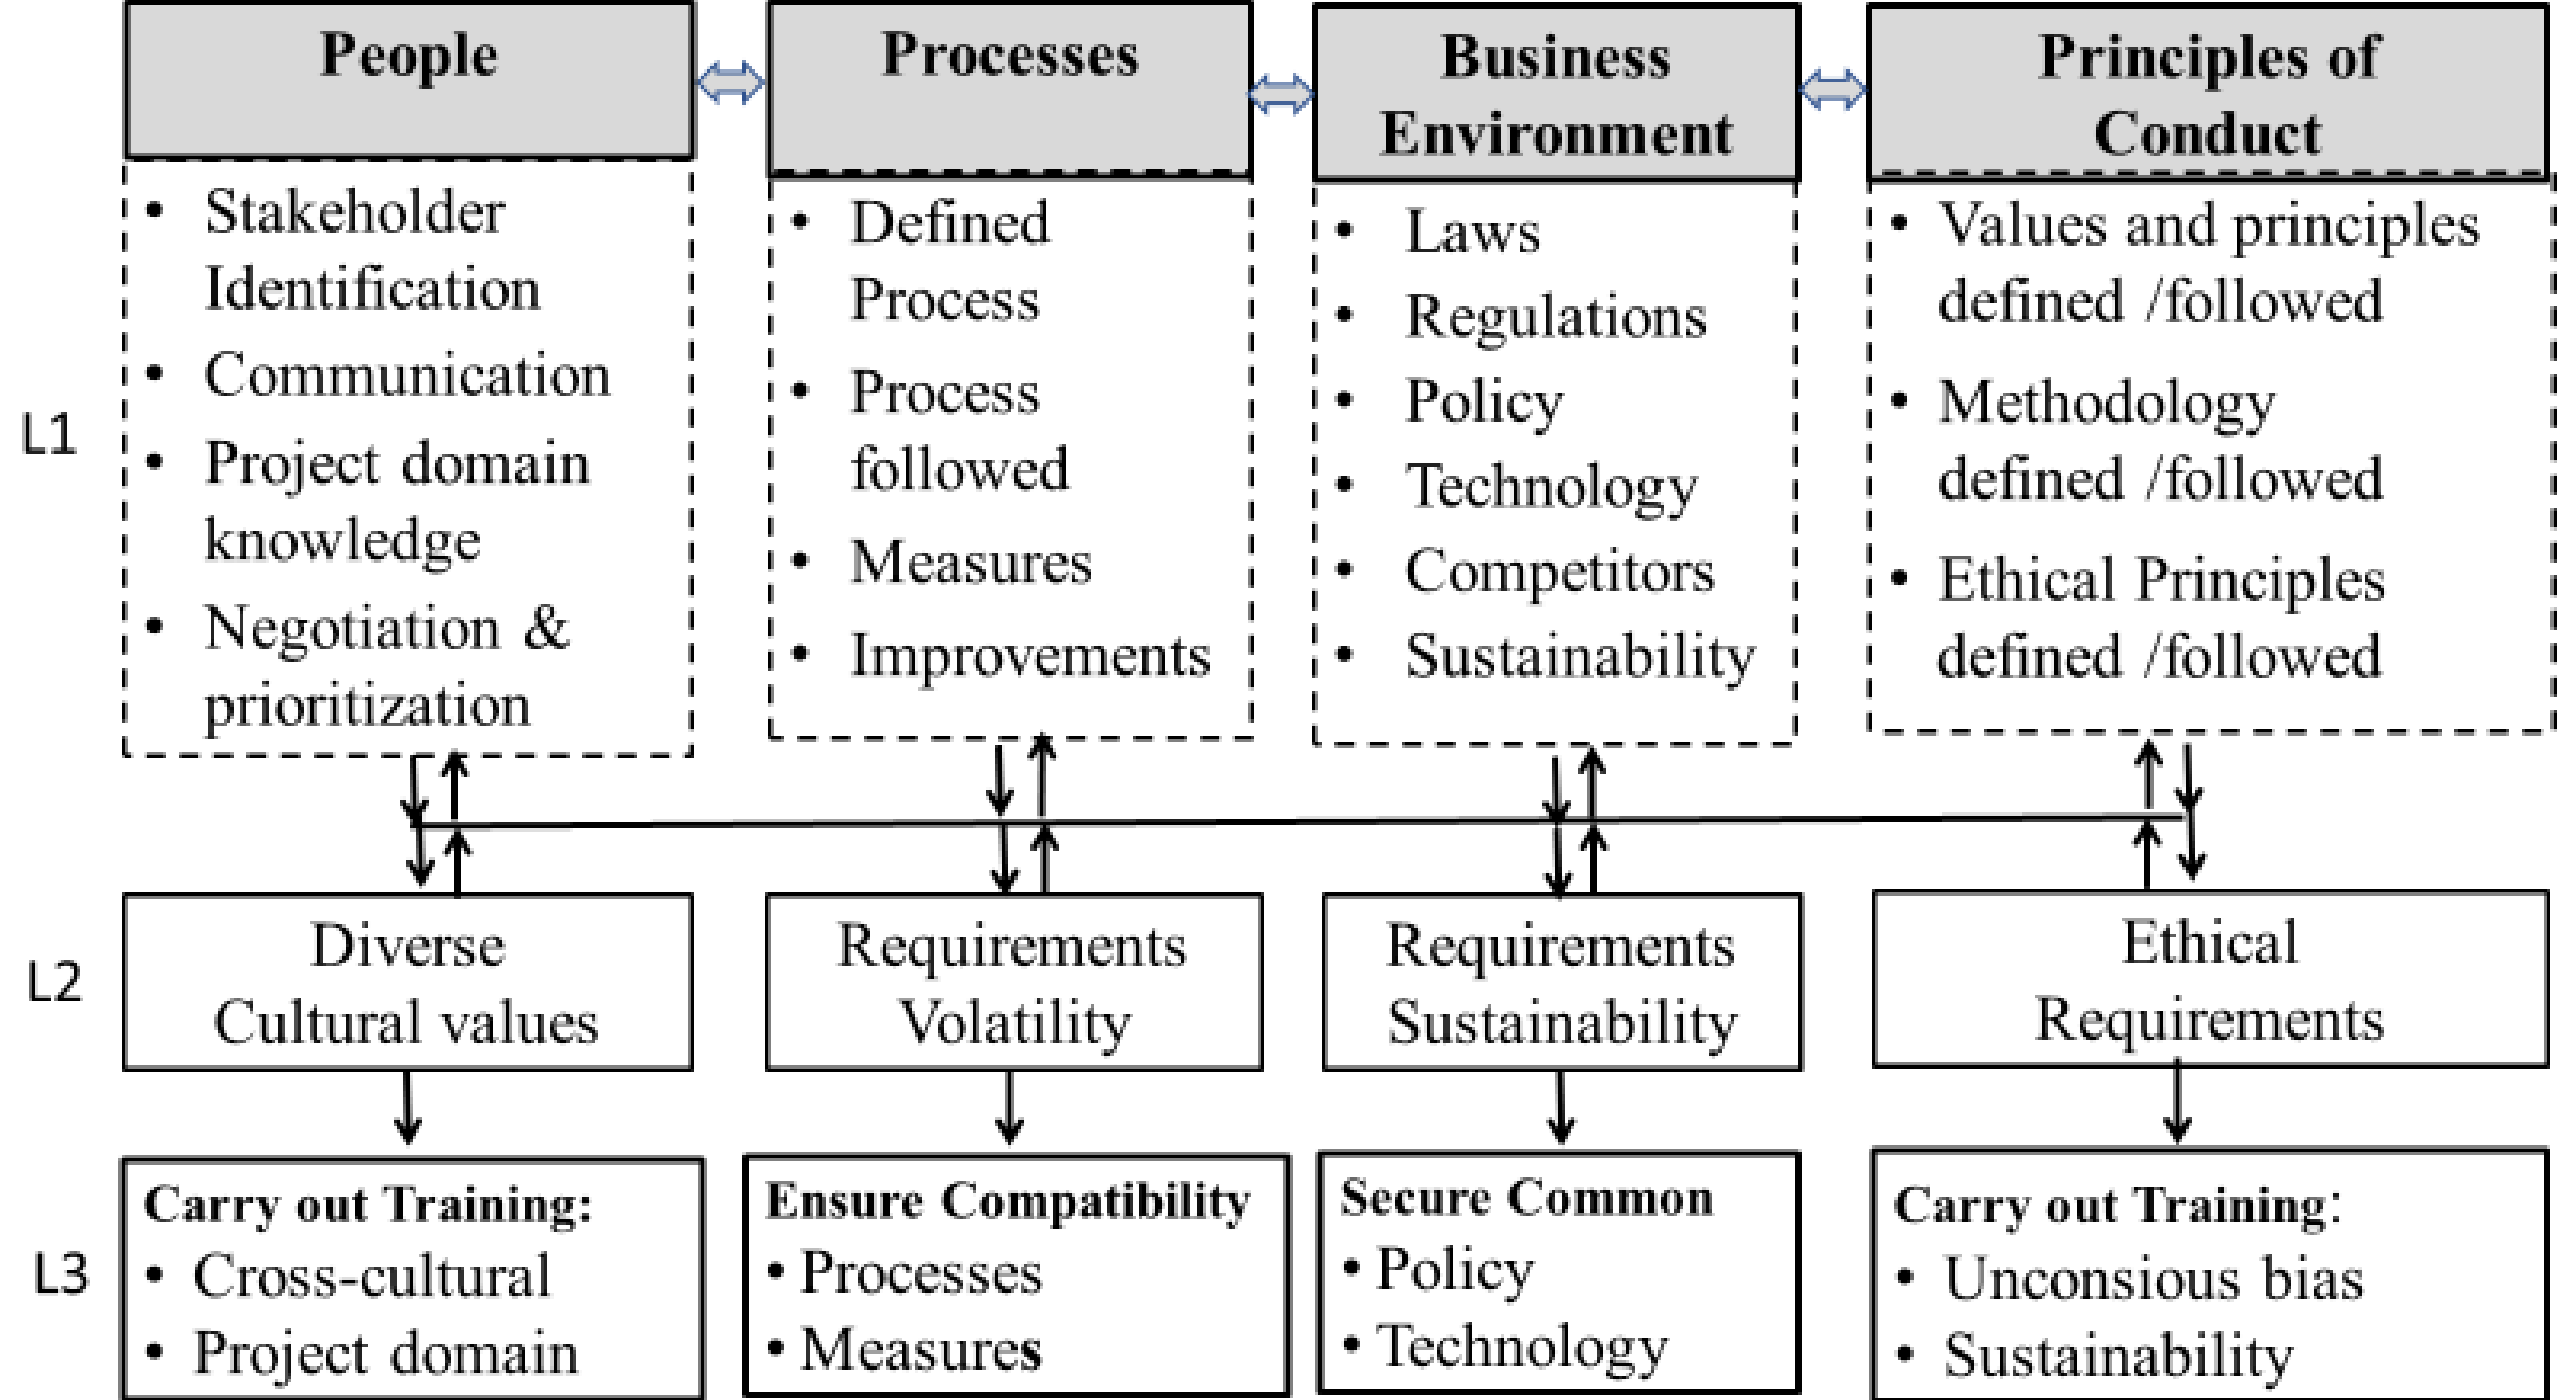 People
• Stakeholder
Identification
• Communication
• Project domain
knowledge
• Negotiation &
prioritization
Processes
• Defined
Process
• Process
followed
• Measures
• Improvements
Business
Environment
• Laws
• Regulations
• Policy
• Technology
• Competitors
• Sustainability
Principles of
Conduct
• Values and principles
defined /followed
• Methodology
defined /followed
• Ethical Principles
defined /followed
L1
L2
Diverse
Cultural values
Requirements
Volatility
Requirements
Sustainability
Ethical
Requirements
L3
Carry out Training:
• Cross-cultural
• Project domain
Ensure Compatibility
• Processes
• Measures
Secure Common
• Policy
• Technology
Carry out Training:
• Unconsious bias
• Sustainability